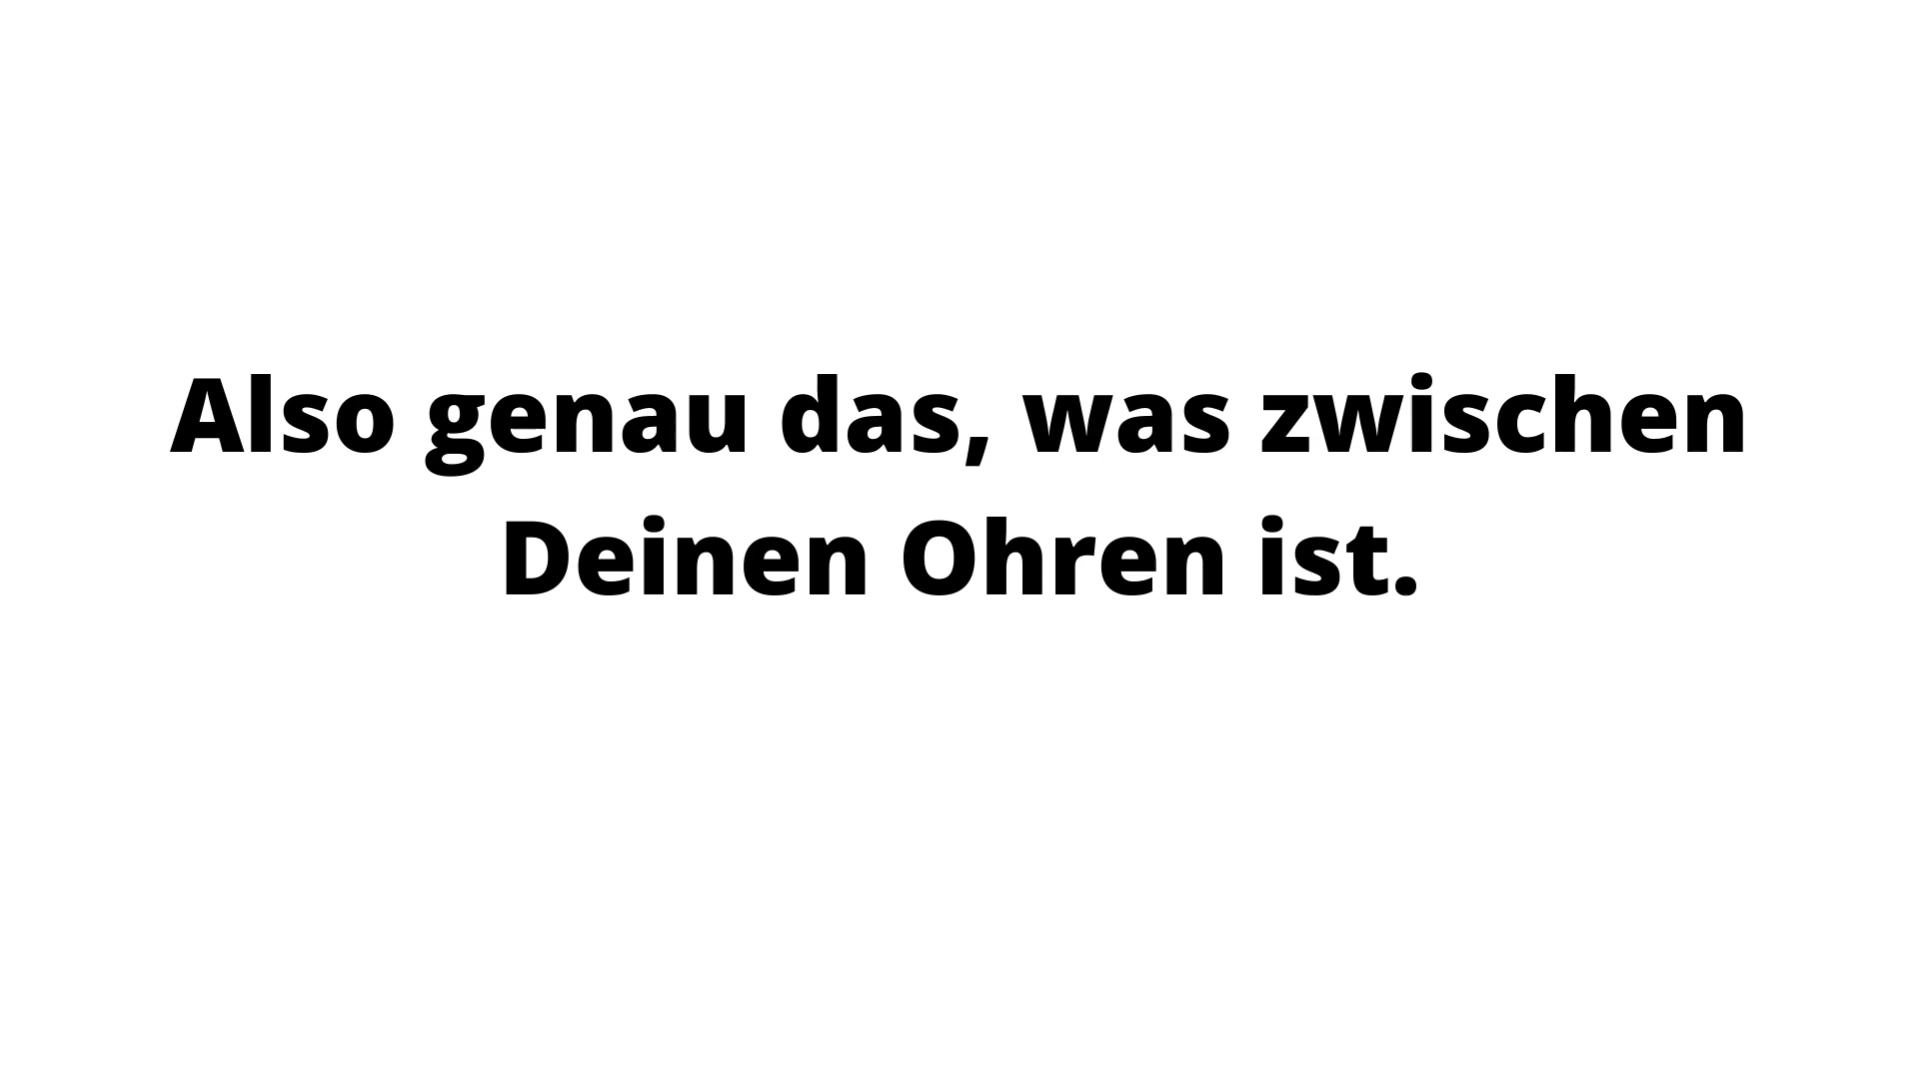 Also genau das, was zwischen
Deinen Ohren ist.